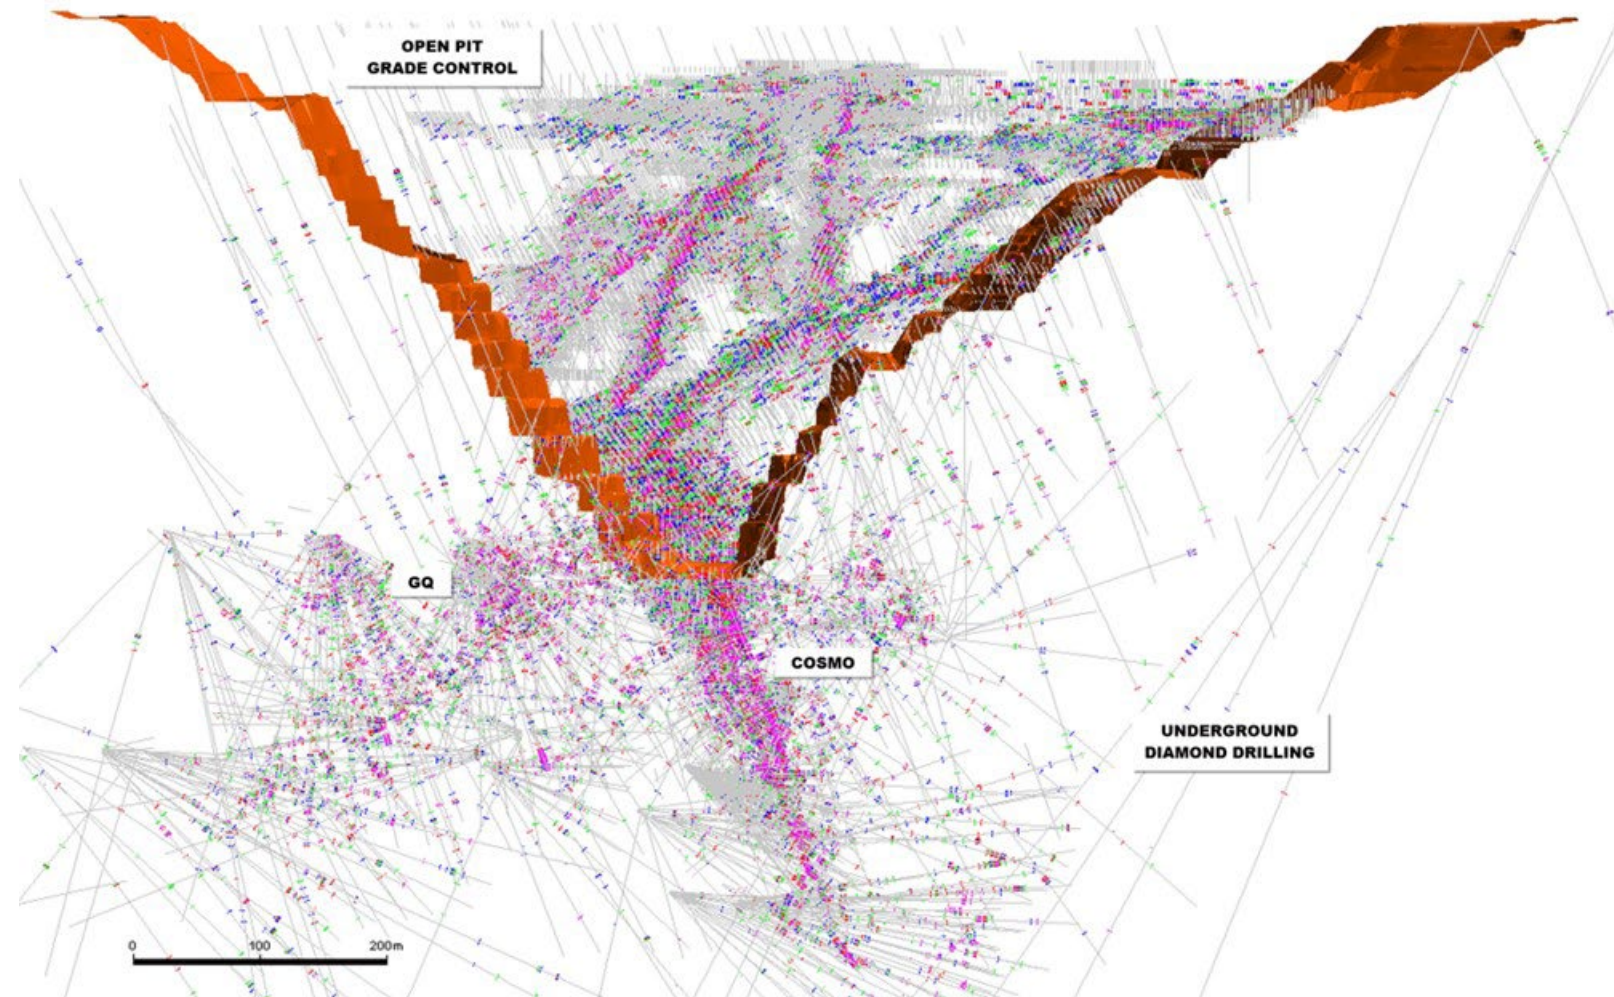 OPEN PIT
GRADE CONTROL
GQ
COSMO
UNDERGROUND
DIAMOND DRILLING
0 100 200m